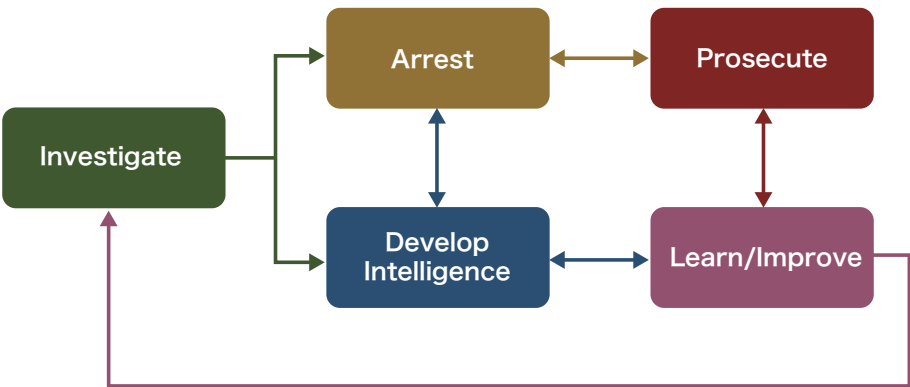 Arrest
Prosecute
Investigate
Develop
Intelligence
Learn/Improve